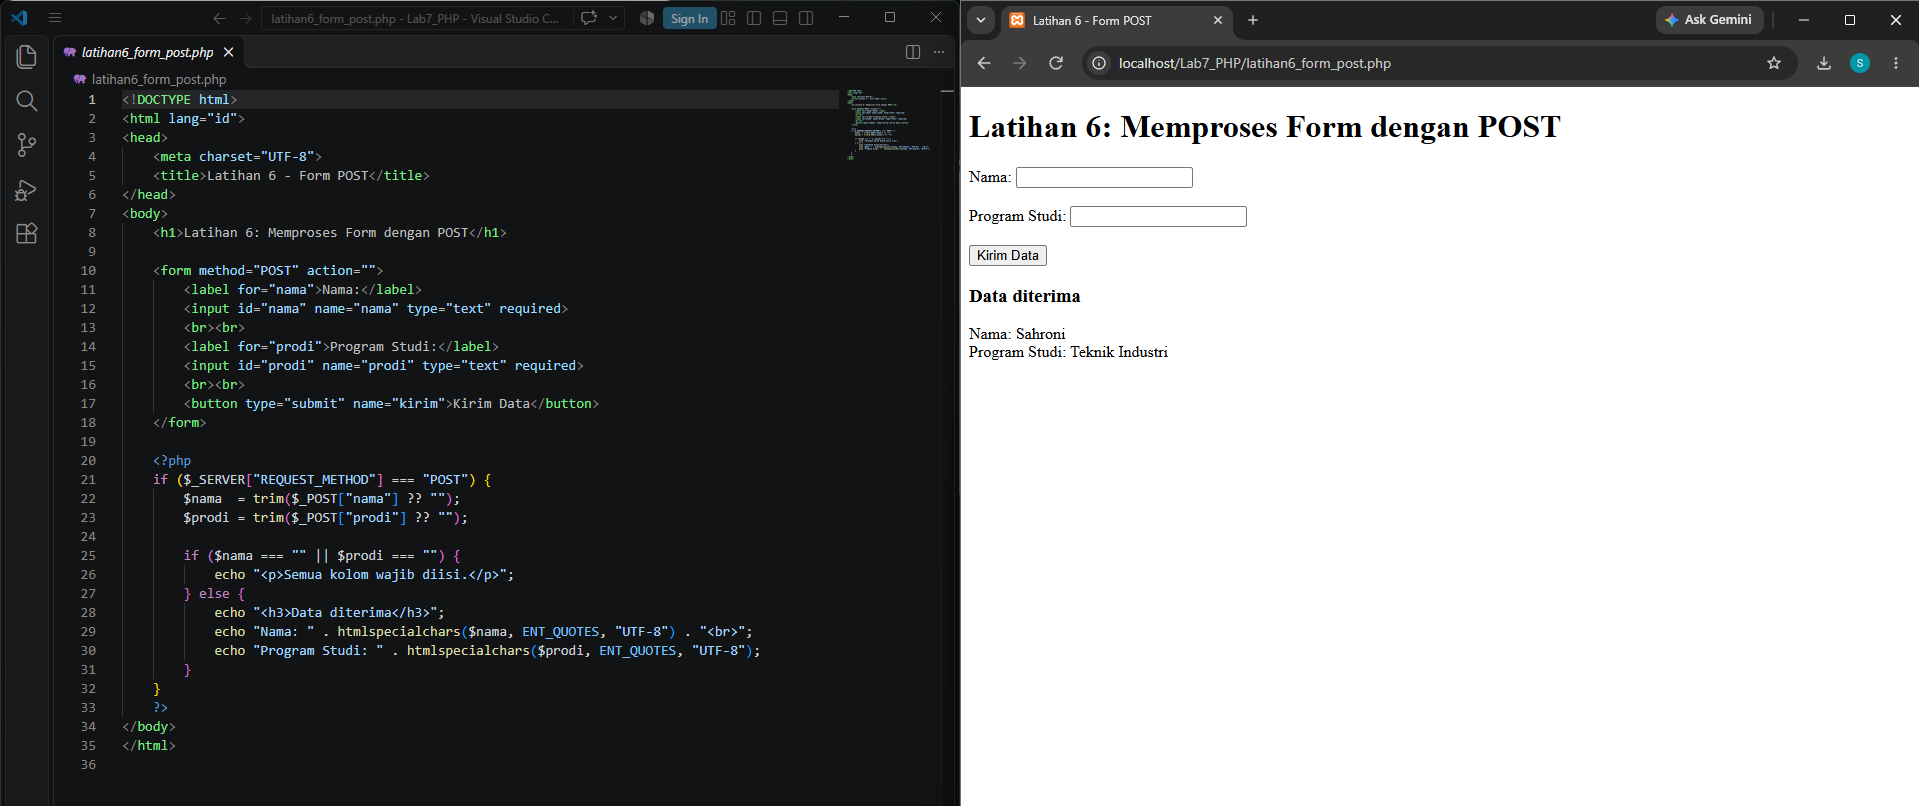 latihan6_form_post.php - Lab7_PHP - Visual Studio C...
Sign In
latihan6_form_post.php
latihan6_form_post.php
1 <!DOCTYPE html>
2 <html lang="id">
3 <head>
4 <meta charset="UTF-8">
5 <title>Latihan 6 - Form POST</title>
6 </head>
7 <body>
8 <h1>Latihan 6: Memproses Form dengan POST</h1>
9
10 <form method="POST" action="">
11 <label for="nama">Nama:</label>
12 <input id="nama" name="nama" type="text" required>
13 <br><br>
14 <label for="prodi">Program Studi:</label>
15 <input id="prodi" name="prodi" type="text" required>
16 <br><br>
17 <button type="submit" name="kirim">Kirim Data</button>
18 </form>
19
20 <?php
21 if ($_SERVER["REQUEST_METHOD"] === "POST") {
22 $nama  = trim($_POST["nama"] ?? "");
23 $prodi = trim($_POST["prodi"] ?? "");
24
25 if ($nama === "" || $prodi === "") {
26 echo "<p>Semua kolom wajib diisi.</p>";
27 } else {
28 echo "<h3>Data diterima</h3>";
29 echo "Nama: " . htmlspecialchars($nama, ENT_QUOTES, "UTF-8") . "<br>";
30 echo "Program Studi: " . htmlspecialchars($prodi, ENT_QUOTES, "UTF-8");
31 }
32 }
33 ?>
34 </body>
35 </html>
36
Latihan 6 - Form POST
Ask Gemini
localhost/Lab7_PHP/latihan6_form_post.php
S
Latihan 6: Memproses Form dengan POST
Nama:
Program Studi:
Kirim Data
Data diterima
Nama: Sahroni
Program Studi: Teknik Industri